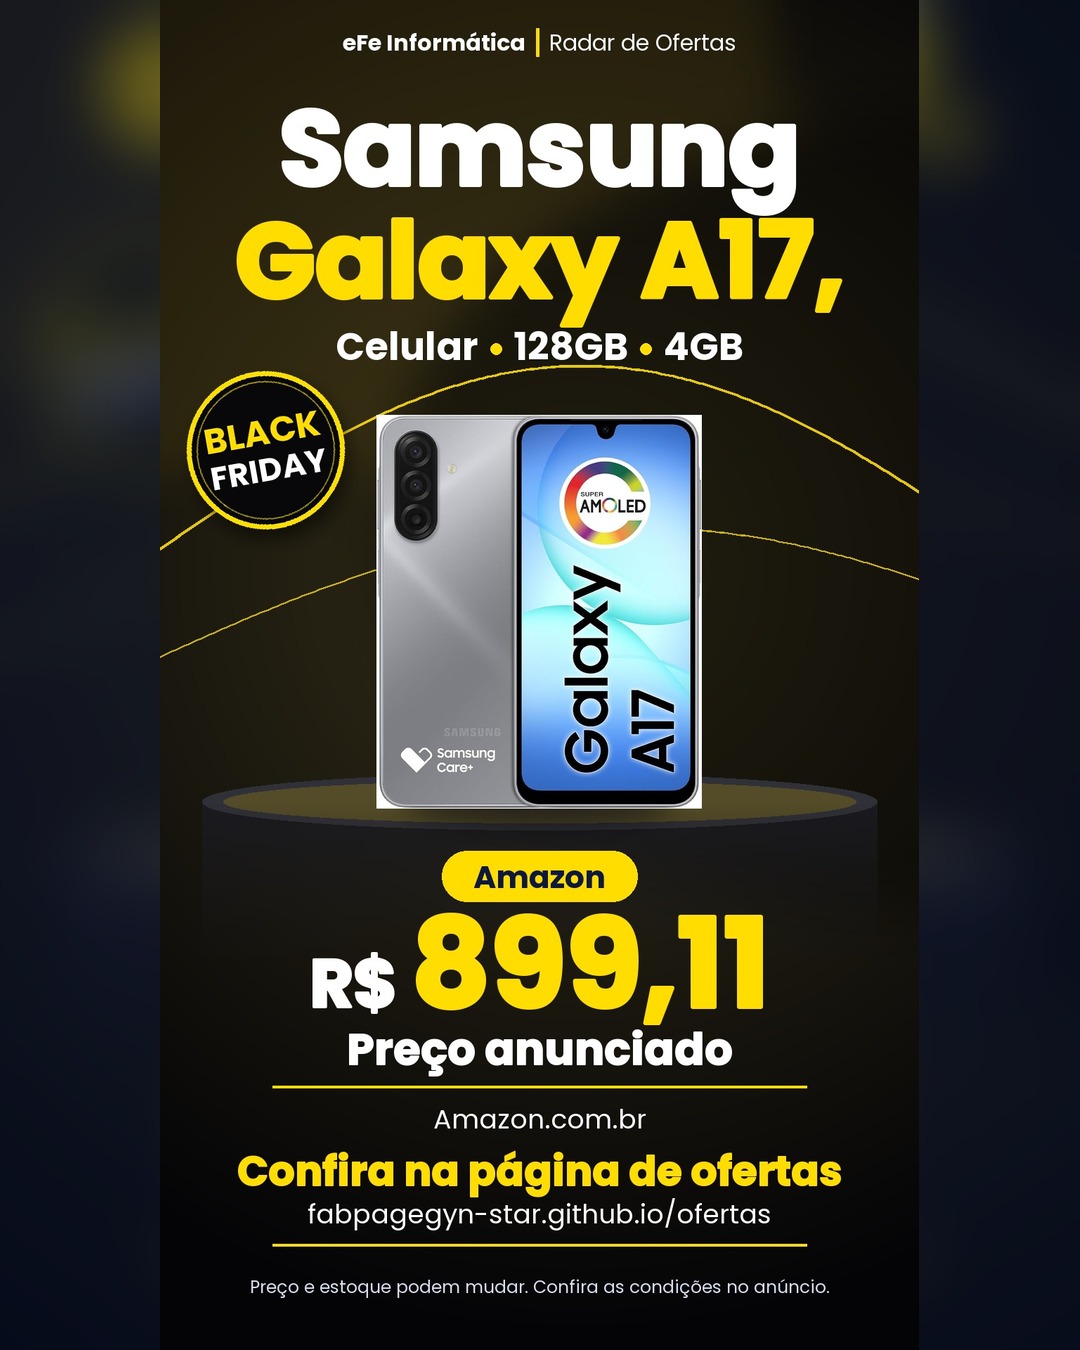 eFe Informática | Radar de Ofertas
Samsung
Galaxy A17,
Celular • 128GB • 4GB
BLACK
FRIDAY
SUPER
AMOLED
Galaxy
A17
SAMSUNG
Samsung
Care+
Amazon
R$ 899,11
Preço anunciado
Amazon.com.br
Confira na página de ofertas
fabpagegyn-star.github.io/ofertas
Preço e estoque podem mudar. Confira as condições no anúncio.